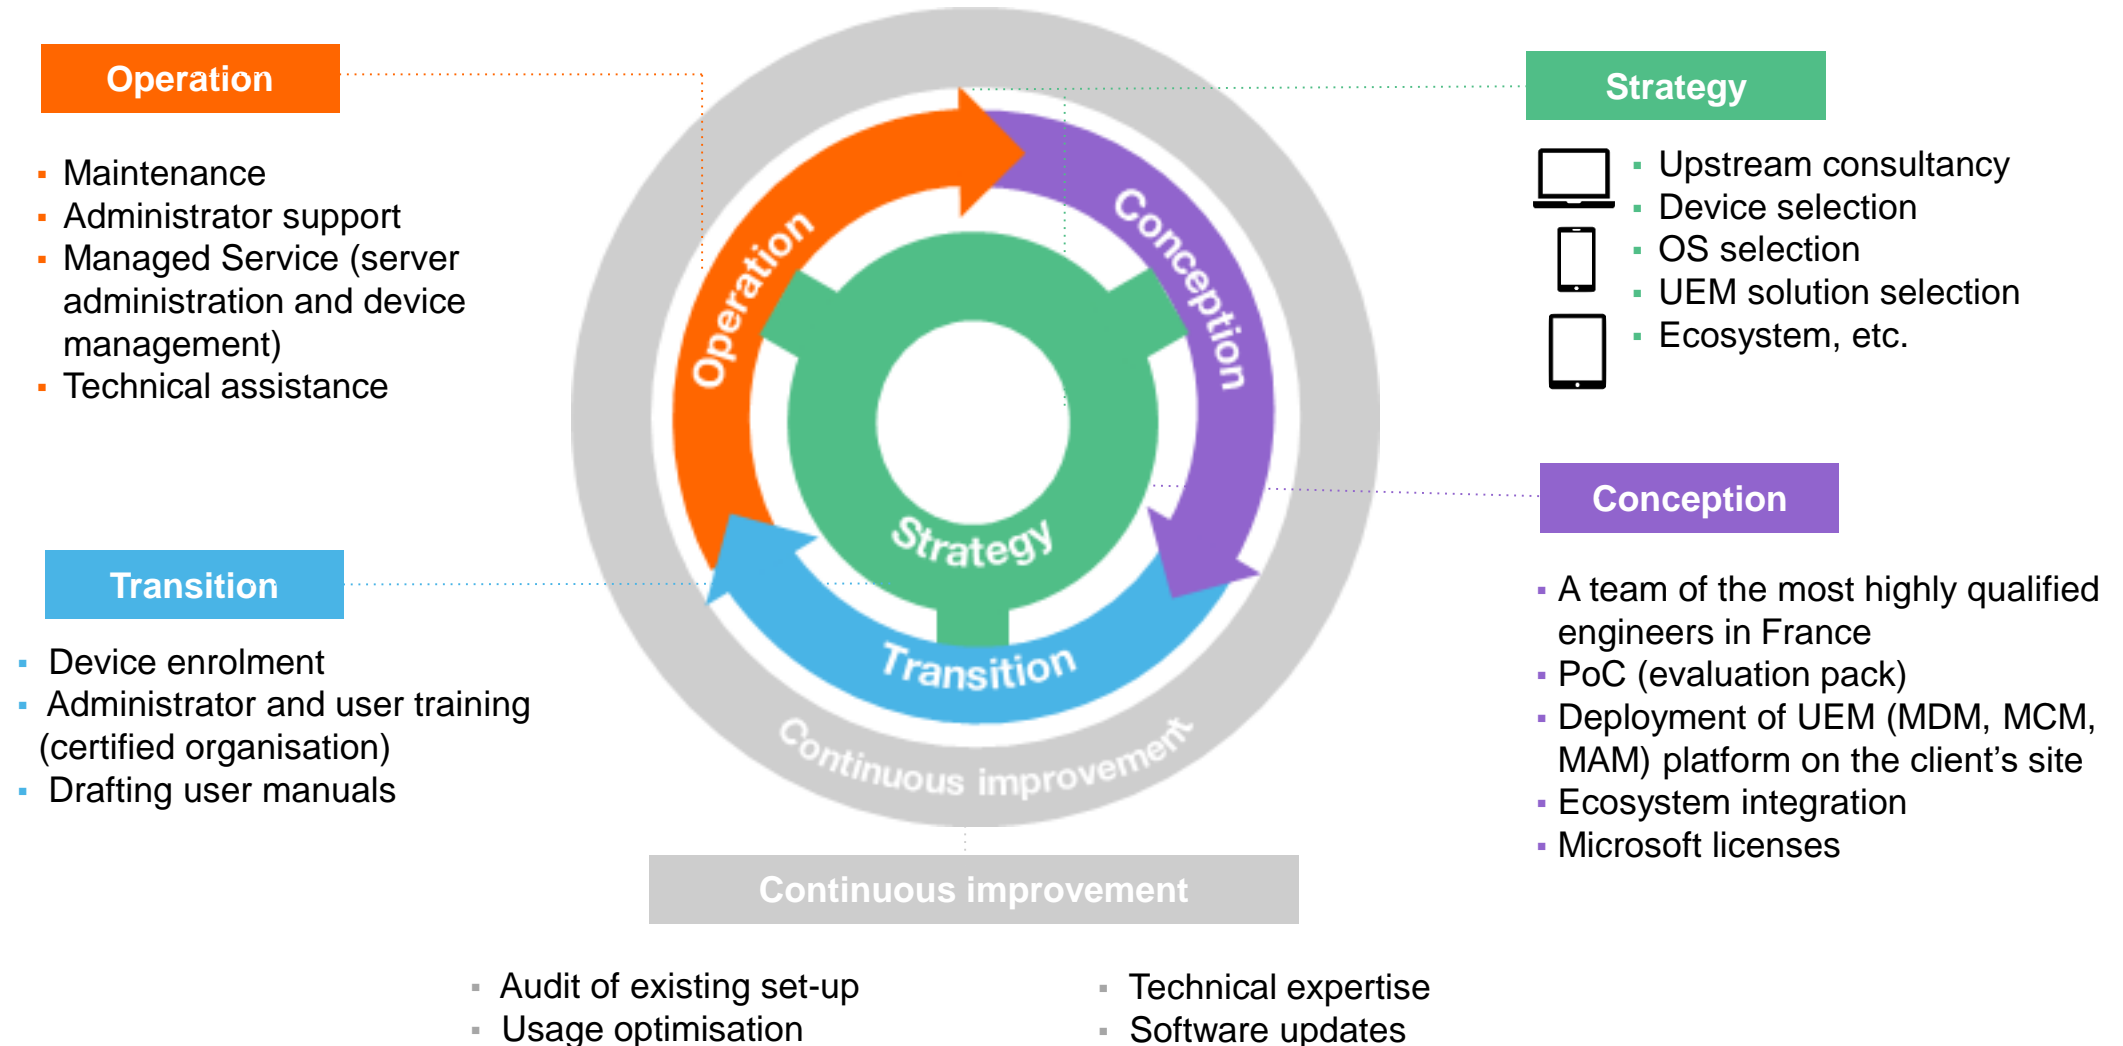 Operation
Maintenance
Administrator support
Managed Service (server
administration and device
management)
Technical assistance
Transition
Device enrolment
Administrator and user training
(certified organisation)
Drafting user manuals
Operation
Conception
Strategy
Transition
Continuous improvement
Strategy
Upstream consultancy
Device selection
OS selection
UEM solution selection
Ecosystem, etc.
Conception
A team of the most highly qualified
engineers in France
PoC (evaluation pack)
Deployment of UEM (MDM, MCM,
MAM) platform on the client’s site
Ecosystem integration
Microsoft licenses
Continuous improvement
Audit of existing set-up
Usage optimisation
Technical expertise
Software updates